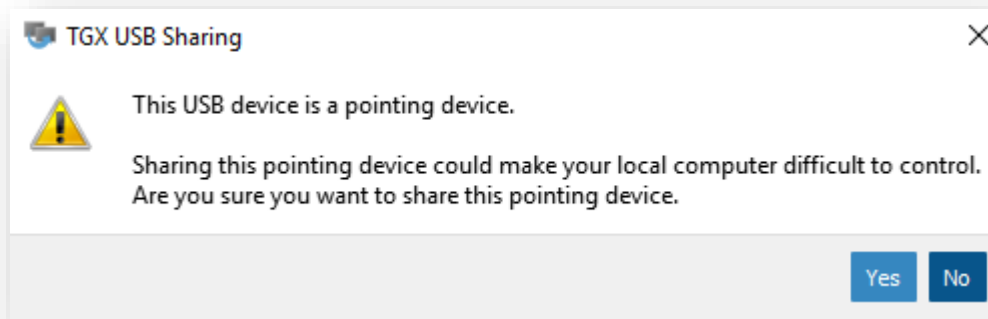 TGX USB Sharing
This USB device is a pointing device.
Sharing this pointing device could make your local computer difficult to control.
Are you sure you want to share this pointing device.
Yes No